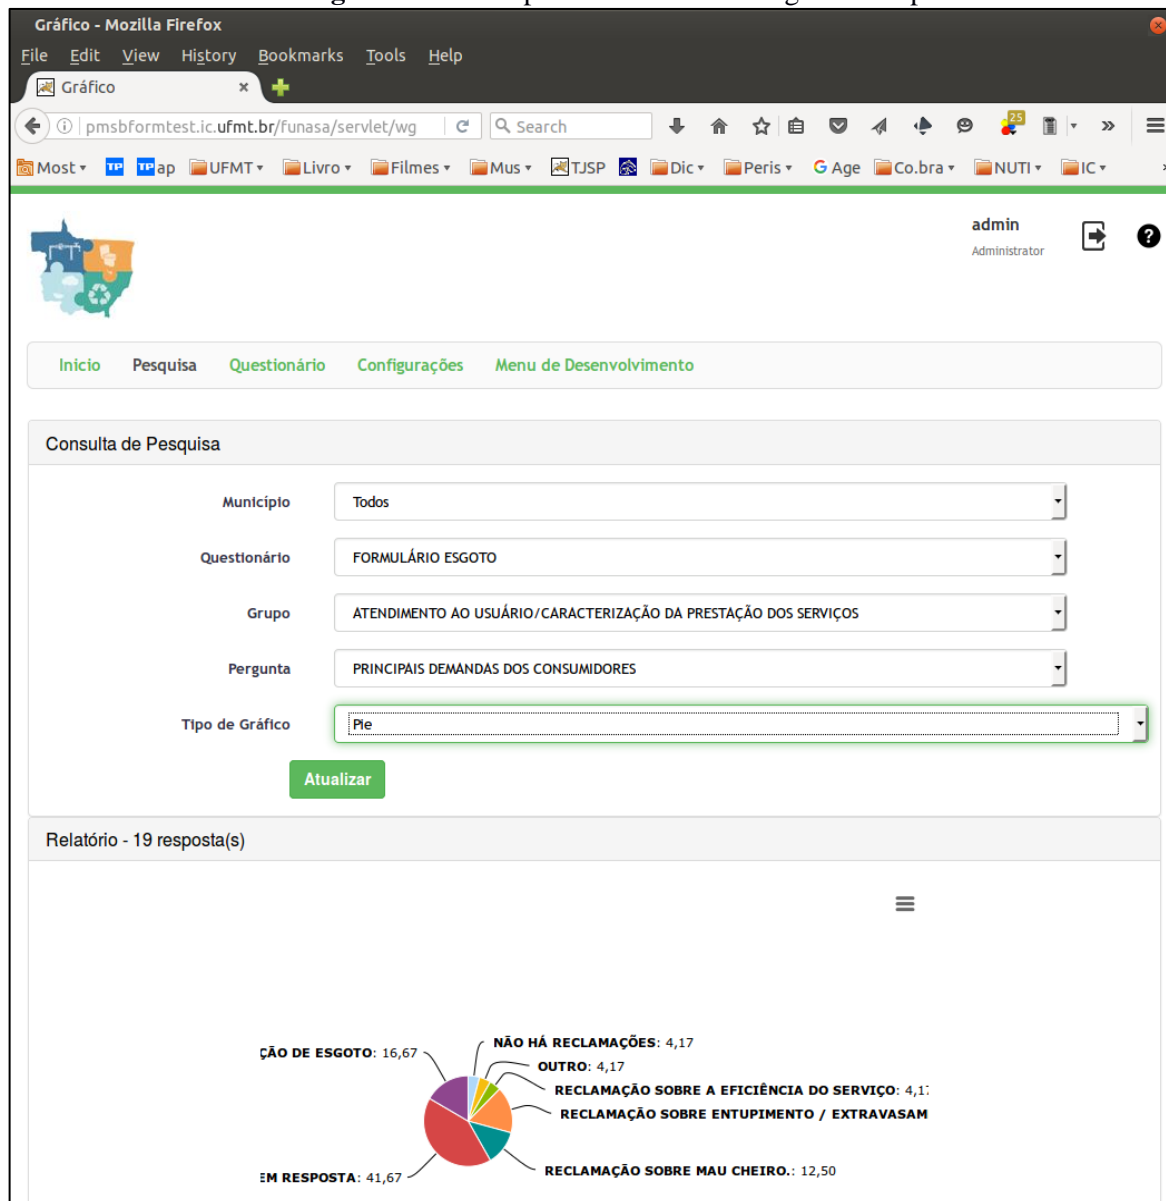 Gráfico - Mozilla Firefox
File Edit View History Bookmarks Tools Help
Gráfico
pmsbformtest.ic.ufmt.br/funasa/servlet/wg Search 25
Most TP TP ap UFMT Livro Filmes Mus TJSP Dic Peris G Age Co.bra NUTI IC
admin
Administrator
Inicio Pesquisa Questionário Configurações Menu de Desenvolvimento
Consulta de Pesquisa
Município Todos
Questionário FORMULÁRIO ESGOTO
Grupo ATENDIMENTO AO USUÁRIO/CARACTERIZAÇÃO DA PRESTAÇÃO DOS SERVIÇOS
Pergunta PRINCIPAIS DEMANDAS DOS CONSUMIDORES
Tipo de Gráfico Pie
Atualizar
Relatório - 19 resposta(s)
NÃO HÁ RECLAMAÇÕES: 4,17
ÇÃO DE ESGOTO: 16,67
OUTRO: 4,17
RECLAMAÇÃO SOBRE A EFICIÊNCIA DO SERVIÇO: 4,17
RECLAMAÇÃO SOBRE ENTUPIMENTO / EXTRAVASAM
RECLAMAÇÃO SOBRE MAU CHEIRO.: 12,50
EM RESPOSTA: 41,67